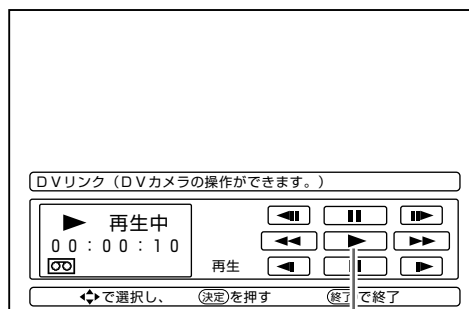 DVリンク（DVカメラの操作ができます。）
再生中
00:00:10
再生
で選択し、 決定を押す 終了で終了